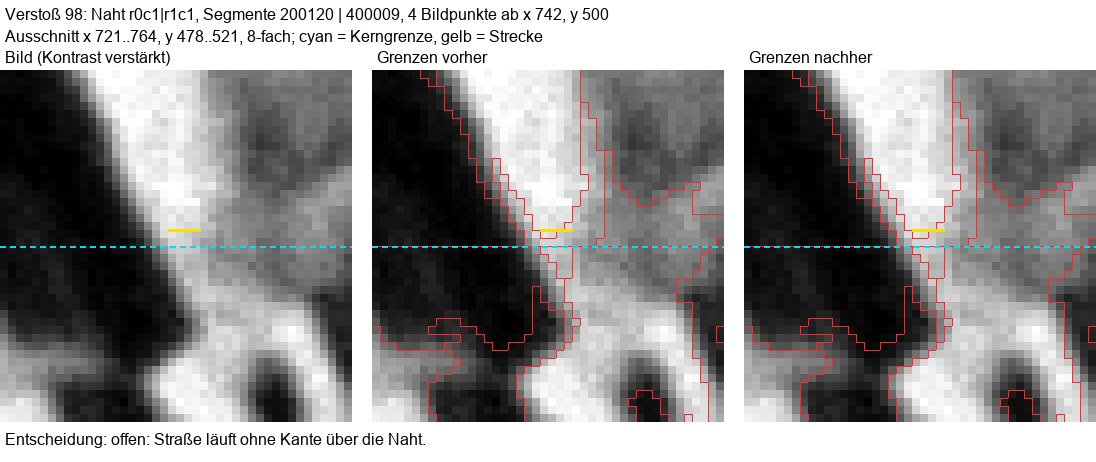 Verstoß 98: Naht r0c1|r1c1, Segmente 200120 | 400009, 4 Bildpunkte ab x 742, y 500
Ausschnitt x 721..764, y 478..521, 8-fach; cyan = Kerngrenze, gelb = Strecke
Bild (Kontrast verstärkt)
Grenzen vorher
Grenzen nachher
Entscheidung: offen: Straße läuft ohne Kante über die Naht.